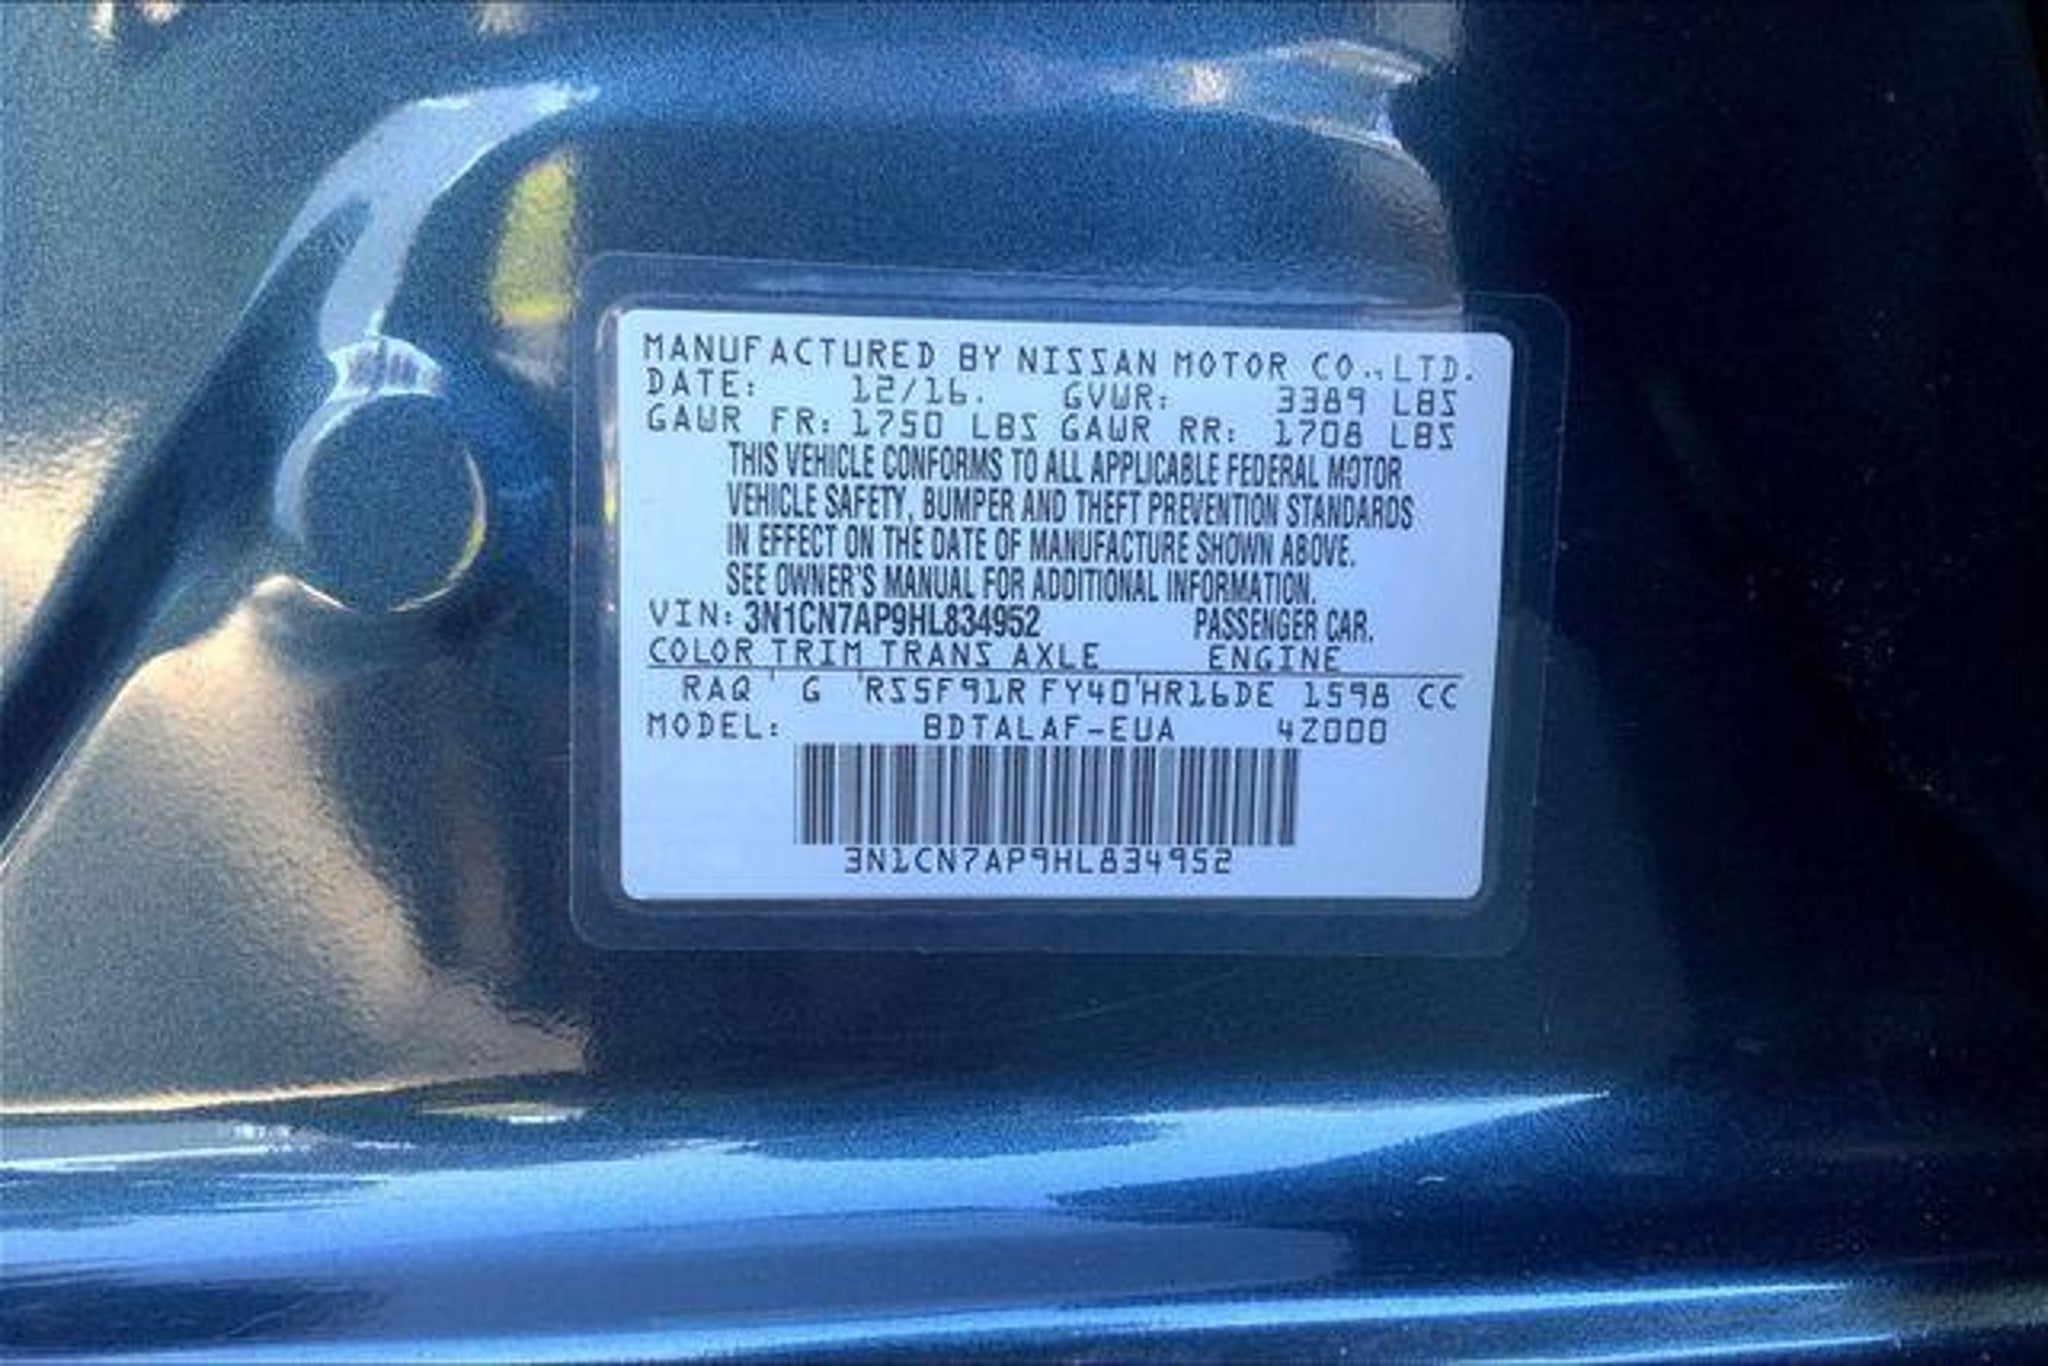 MANUFACTURED BY NISSAN MOTOR CO., LTD.
DATE: 12/16. GVWR: 3389 LBS
GAWR FR: 1750 LBS GAWR RR: 1708 LBS
THIS VEHICLE CONFORMS TO ALL APPLICABLE FEDERAL MOTOR
VEHICLE SAFETY, BUMPER AND THEFT PREVENTION STANDARDS
IN EFFECT ON THE DATE OF MANUFACTURE SHOWN ABOVE.
SEE OWNER'S MANUAL FOR ADDITIONAL INFORMATION.
VIN: 3N1CN7AP9HL834952 PASSENGER CAR.
COLOR TRIM TRANS AXLE ENGINE
RAQ ' G 'RS5F91R FY40'HR16DE 1598 CC
MODEL: BDTALAF-EUA 42000
3N1CN7AP9HL834952